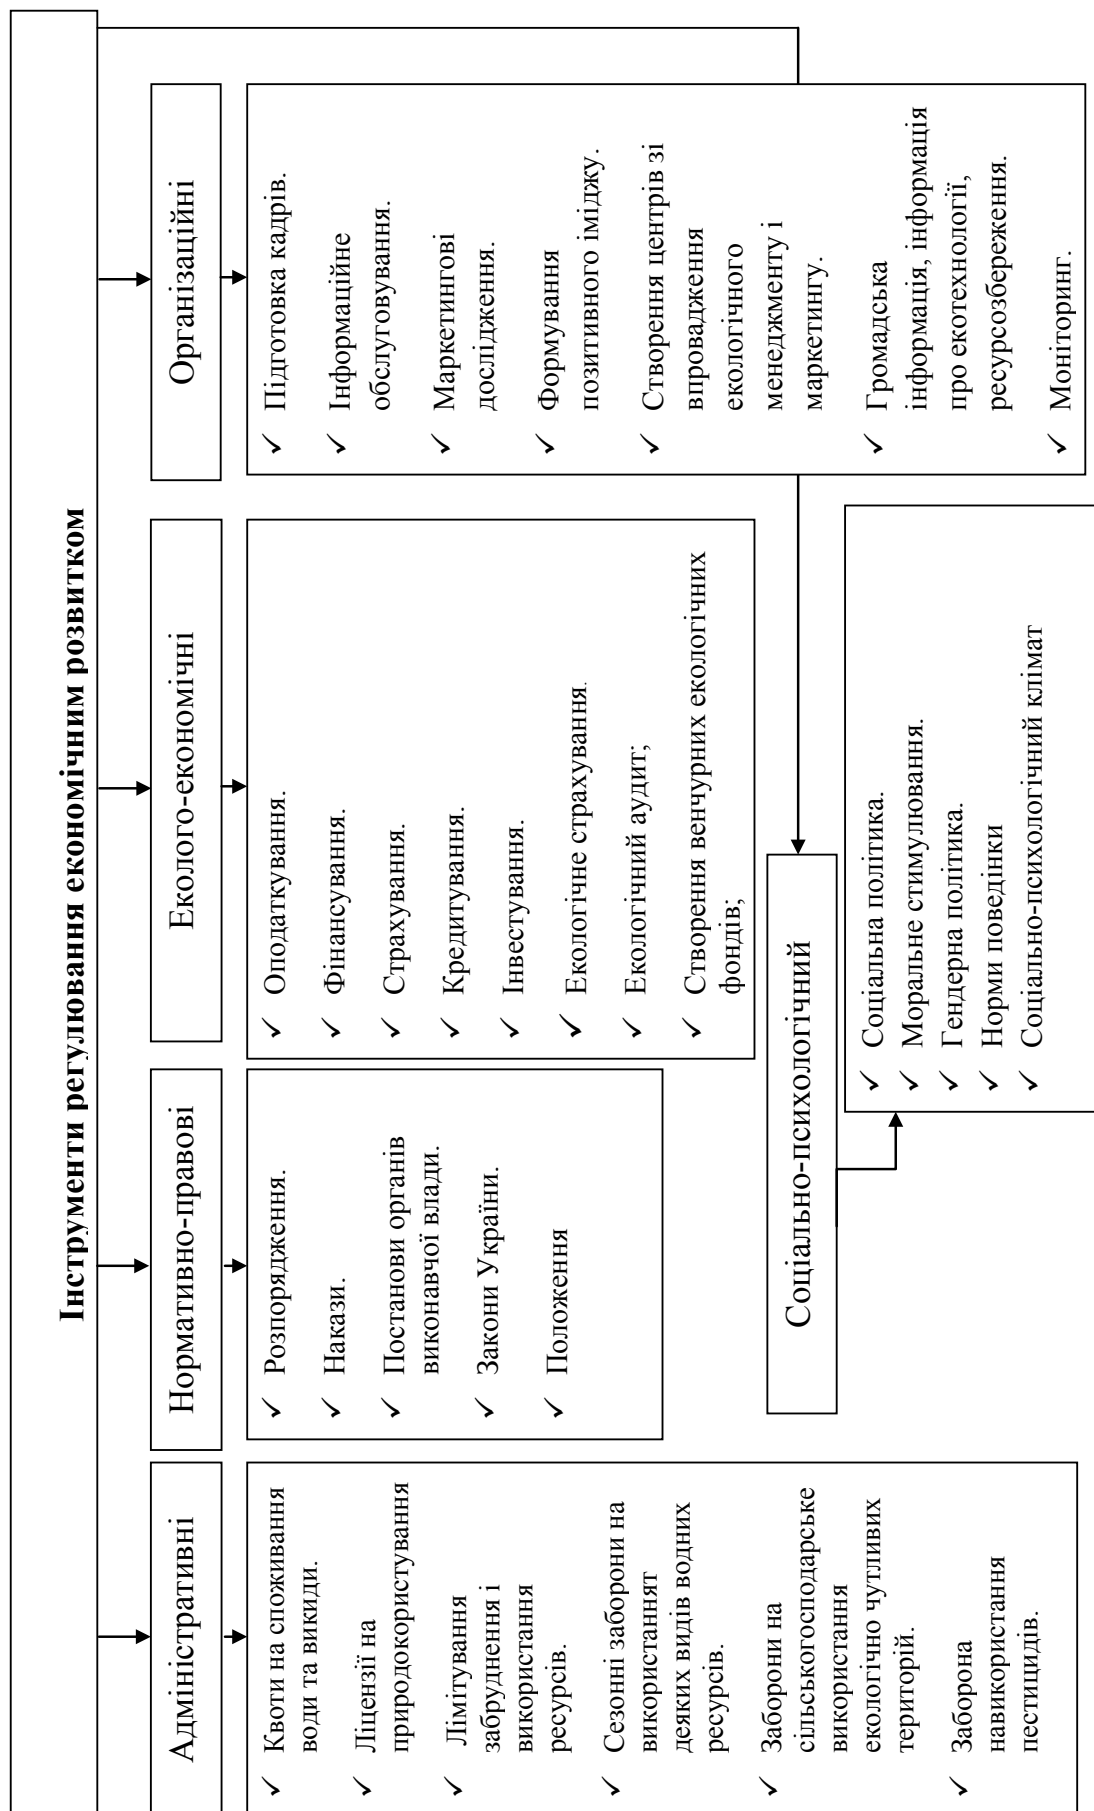 Інструменти регулювання економічним розвитком
Адміністративні
Квоти на споживання
води та викиди.
Ліцензії на
природокористування
Лімітування
забруднення і
використання
ресурсів.
Сезонні заборони на
використаннят
деяких видів водних
ресурсів.
Заборони на
сільськогосподарське
використання
екологічно чутливих
територій.
Заборона
навикористання
пестицидів.
Нормативно-правові
Розпорядження.
Накази.
Постанови органів
виконавчої влади.
Закони України.
Положення
Еколого-економічні
Оподаткування.
Фінансування.
Страхування.
Кредитування.
Інвестування.
Екологічне страхування.
Екологічний аудит;
Створення венчурних екологічних
фондів;
Організаційні
Підготовка кадрів.
Інформаційне
обслуговування.
Маркетингові
дослідження.
Формування
позитивного іміджу.
Створення центрів зі
впровадження
екологічного
менеджменту і
маркетингу.
Громадська
інформація, інформація
про екотехнології,
ресурсозбереження.
Моніторинг.
Соціально-психологічний
Соціальна політика.
Моральне стимулювання.
Гендерна політика.
Норми поведінки
Соціально-психологічний клімат